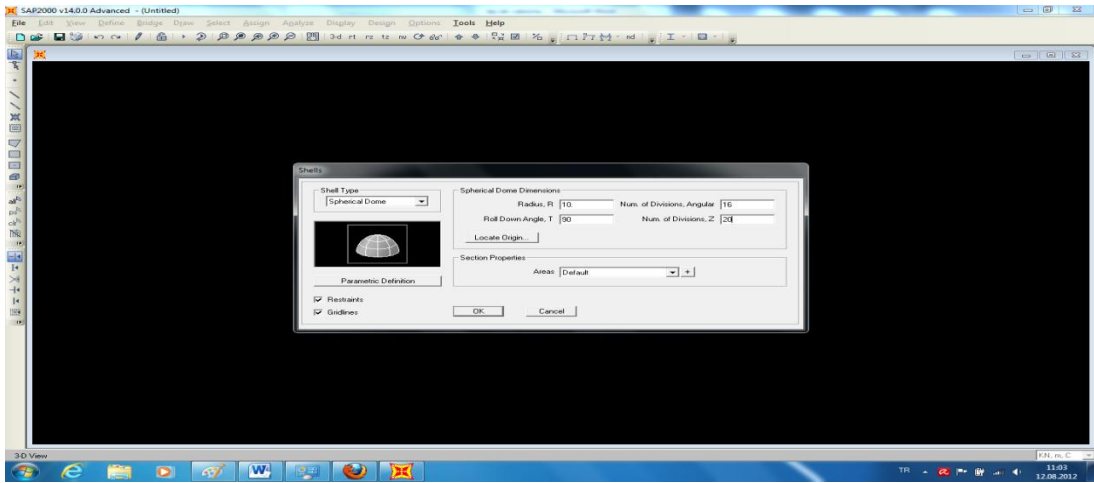 SAP2000 v14.0.0 Advanced - (Untitled)
File Edit View Define Bridge Draw Select Assign Analyze Display Design Options Tools Help
3-d
nd
Shells
Shell Type
Spherical Dome
Parametric Definition
Restraints
Gridlines
Spherical Dome Dimensions
Radius, R 10. Num. of Divisions, Angular 16
Roll Down Angle, T 90 Num. of Divisions, Z 20
Locate Origin...
Section Properties
Areas Default +
OK Cancel
3-D View KN, m, C
TR 11:03
12.08.2012